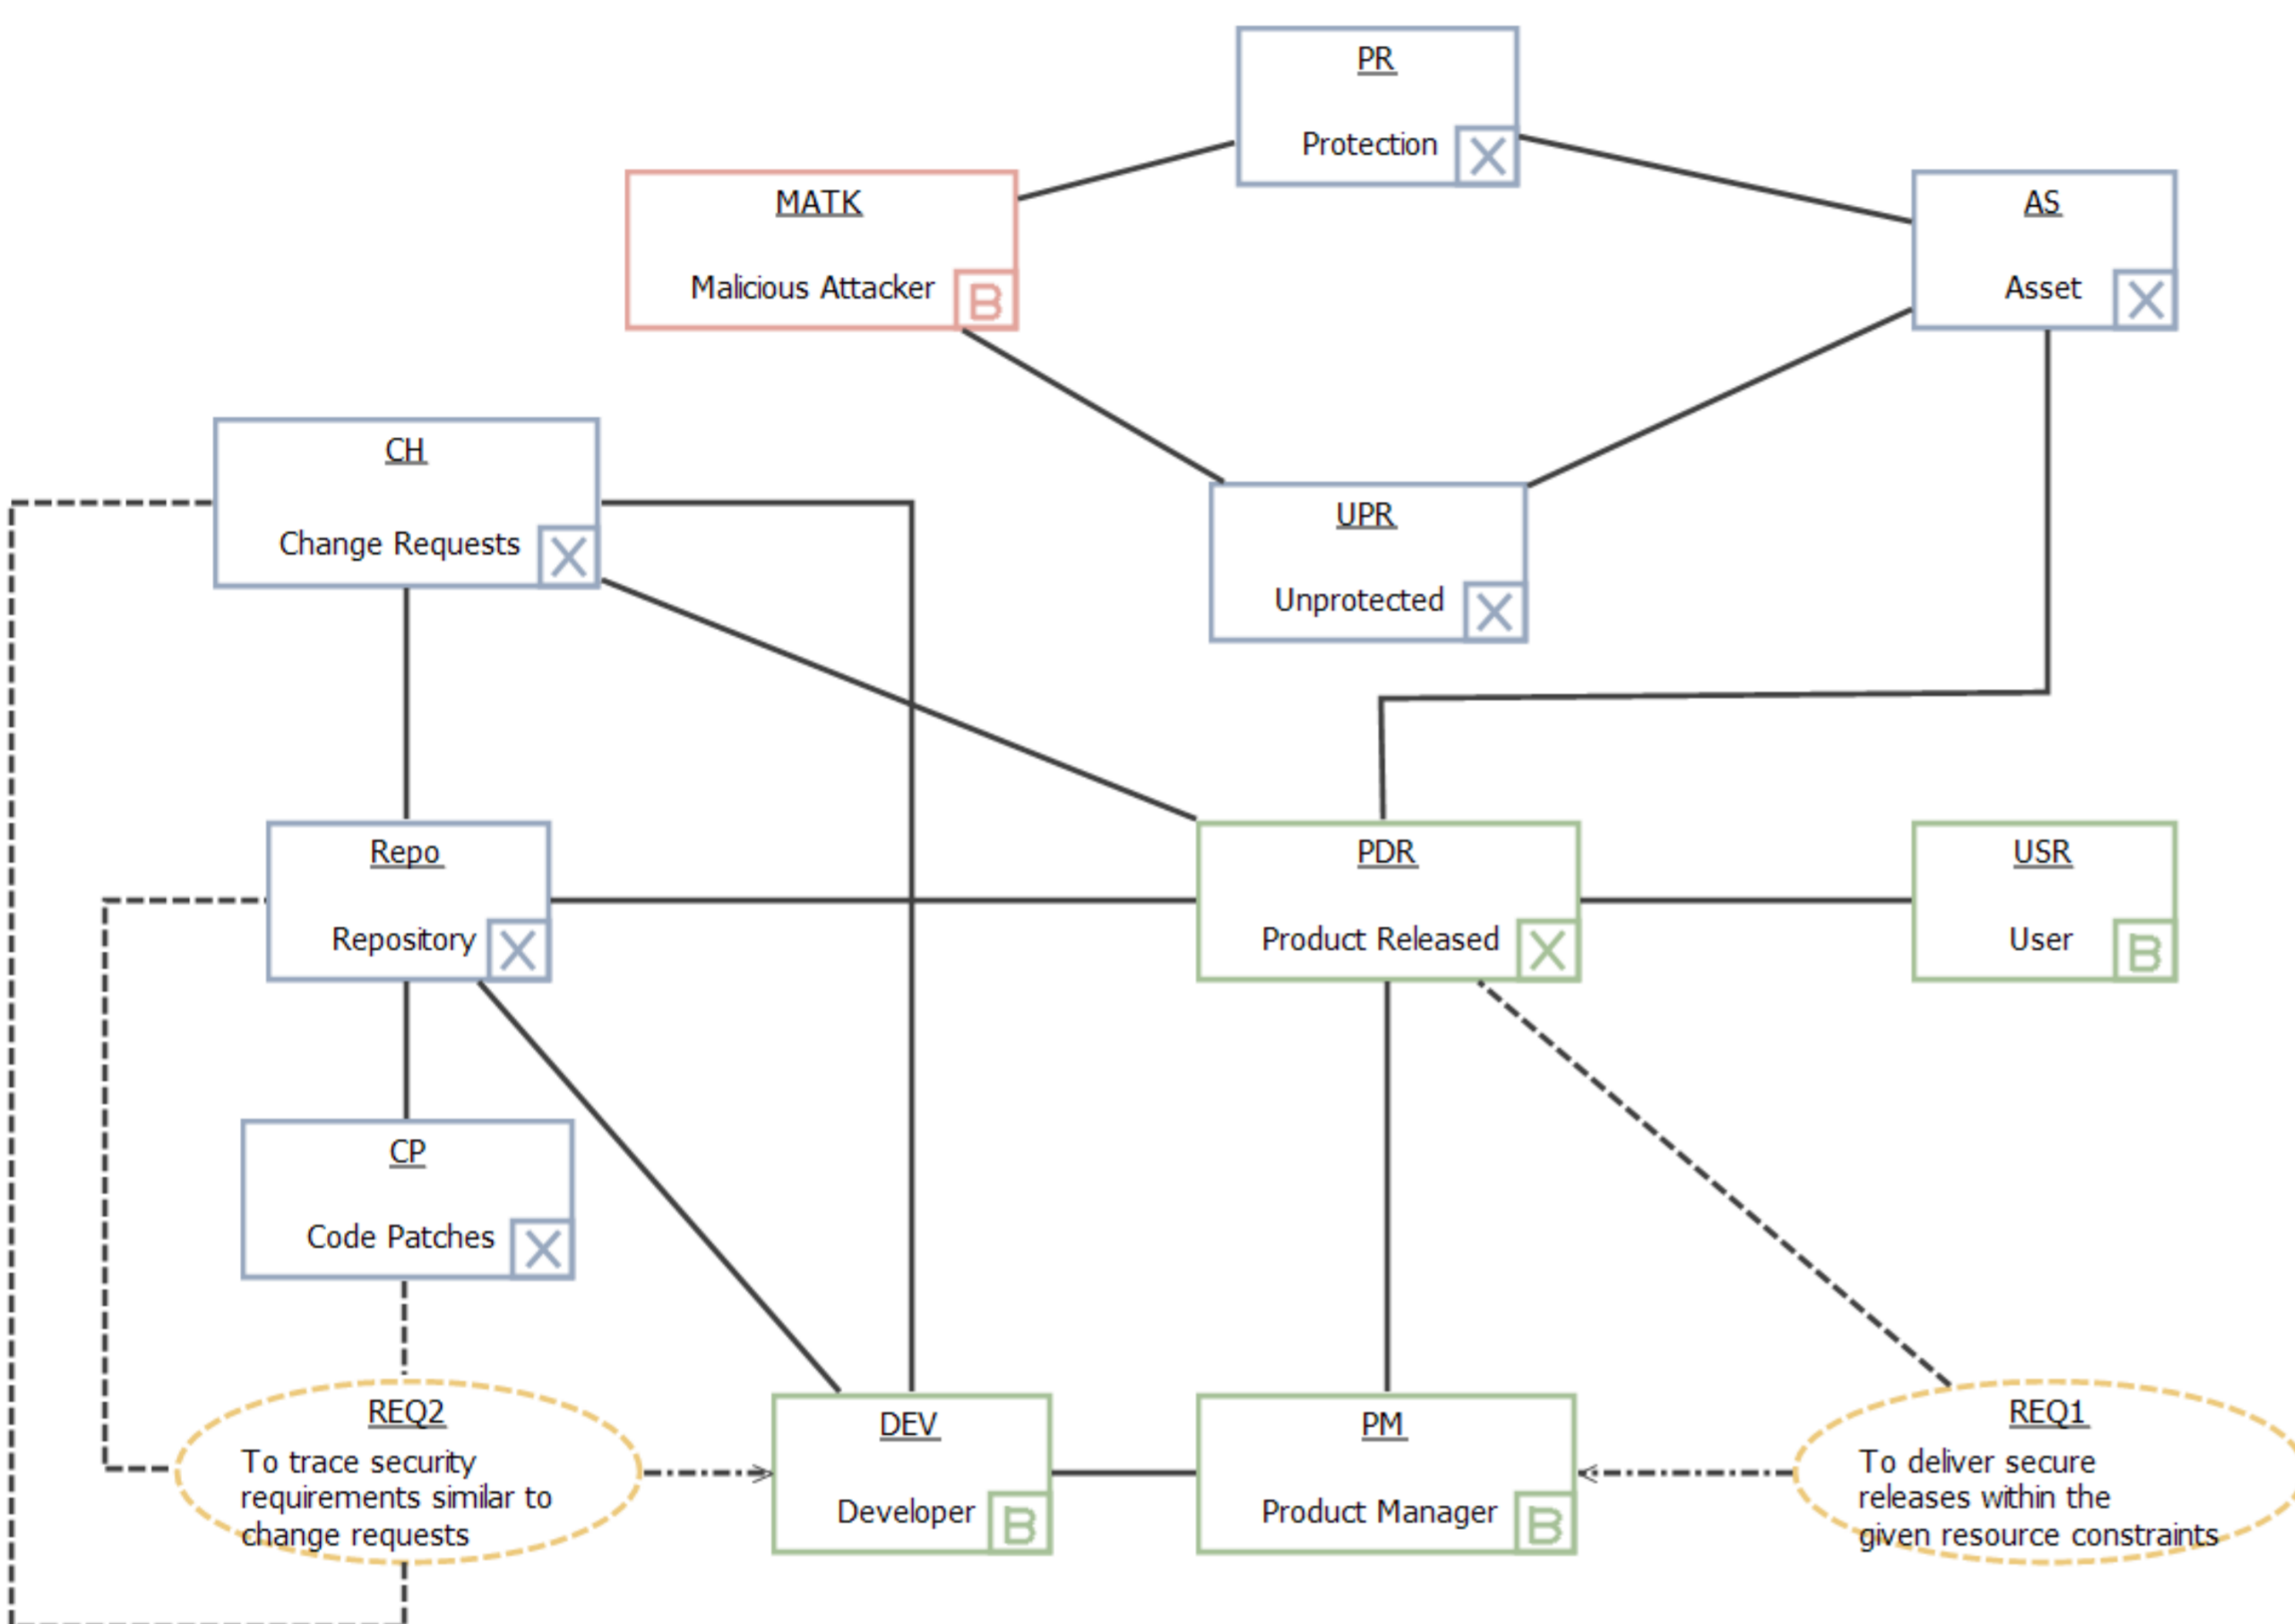 PR
Protection
X
MATK
Malicious Attacker
B
AS
Asset
X
CH
Change Requests
X
UPR
Unprotected
X
Repo
Repository
X
PDR
Product Released
X
USR
User
B
CP
Code Patches
X
REQ2
To trace security
requirements similar to
change requests
DEV
Developer
B
PM
Product Manager
B
REQ1
To deliver secure
releases within the
given resource constraints